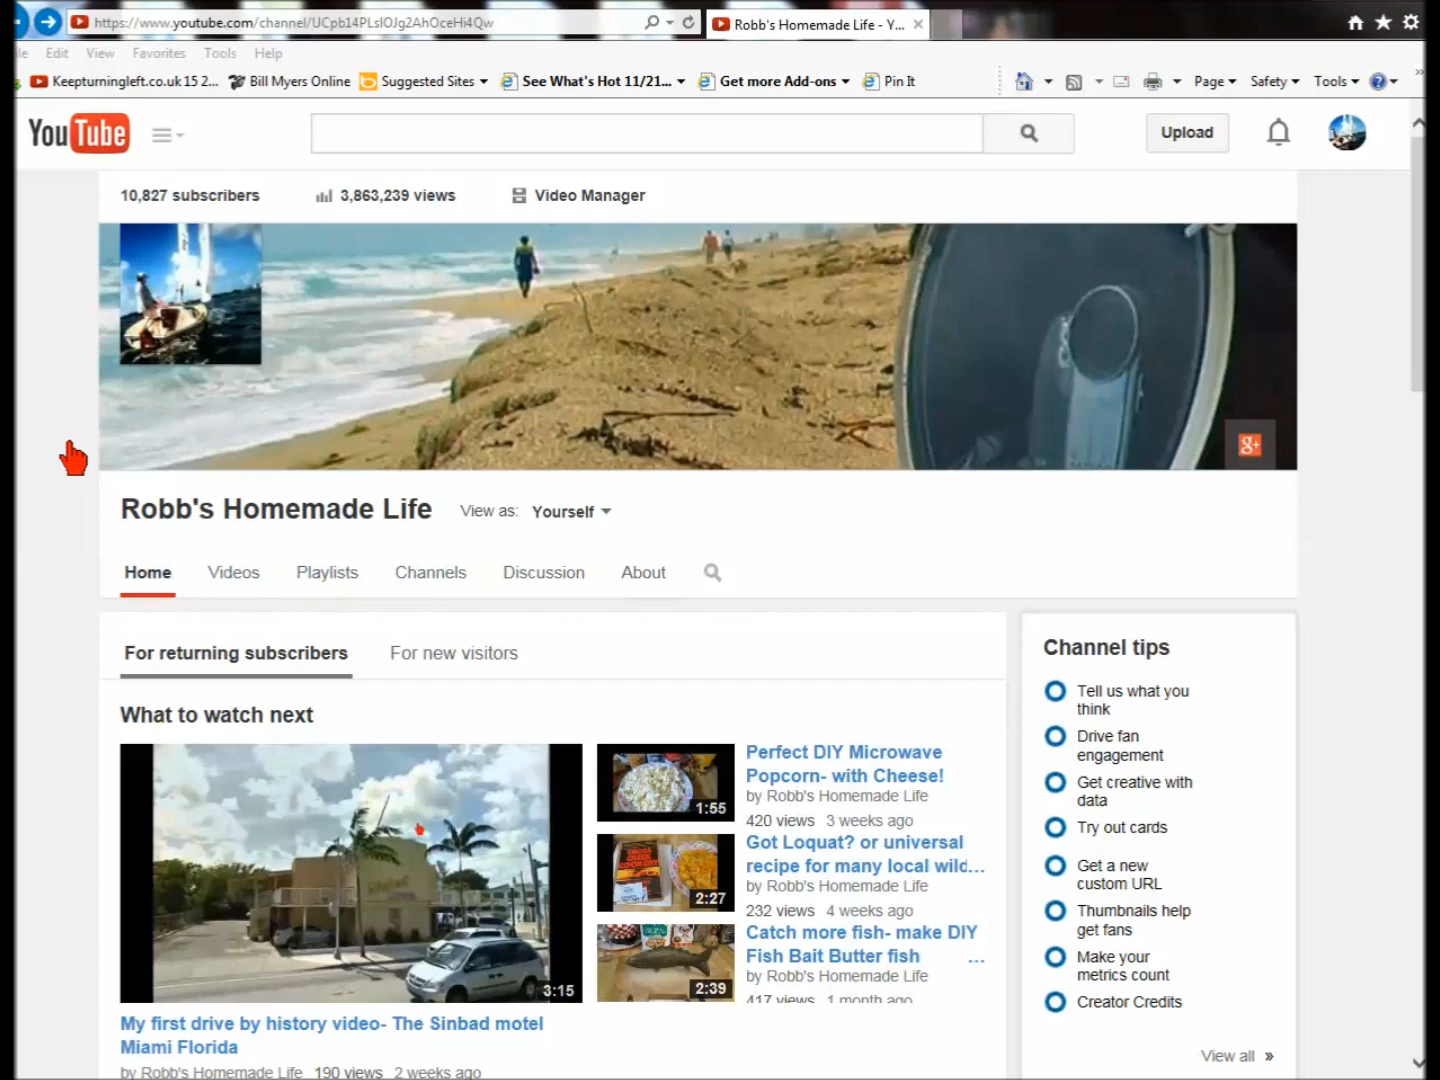 https://www.youtube.com/channel/UCpb14PLsIOJg2AhOceHi4Qw
Robb's Homemade Life - Y...
Edit View Favorites Tools Help
Keepturningleft.co.uk 15 2... Bill Myers Online Suggested Sites See What's Hot 11/21... Get more Add-ons Pin It Page Safety Tools
YouTube Upload
10,827 subscribers 3,863,239 views Video Manager
g+
Robb's Homemade Life View as: Yourself
Home Videos Playlists Channels Discussion About
For returning subscribers For new visitors
What to watch next
3:15
My first drive by history video- The Sinbad motel
Miami Florida
by Robb's Homemade Life 190 views 2 weeks ago
1:55
Perfect DIY Microwave
Popcorn- with Cheese!
by Robb's Homemade Life
420 views 3 weeks ago
CROSS
CREEK
COOKERY
2:27
Got Loquat? or universal
recipe for many local wild...
by Robb's Homemade Life
232 views 4 weeks ago
2:39
Catch more fish- make DIY
Fish Bait Butter fish ...
by Robb's Homemade Life
417 views 1 month ago
Channel tips
Tell us what you
think
Drive fan
engagement
Get creative with
data
Try out cards
Get a new
custom URL
Thumbnails help
get fans
Make your
metrics count
Creator Credits
View all »